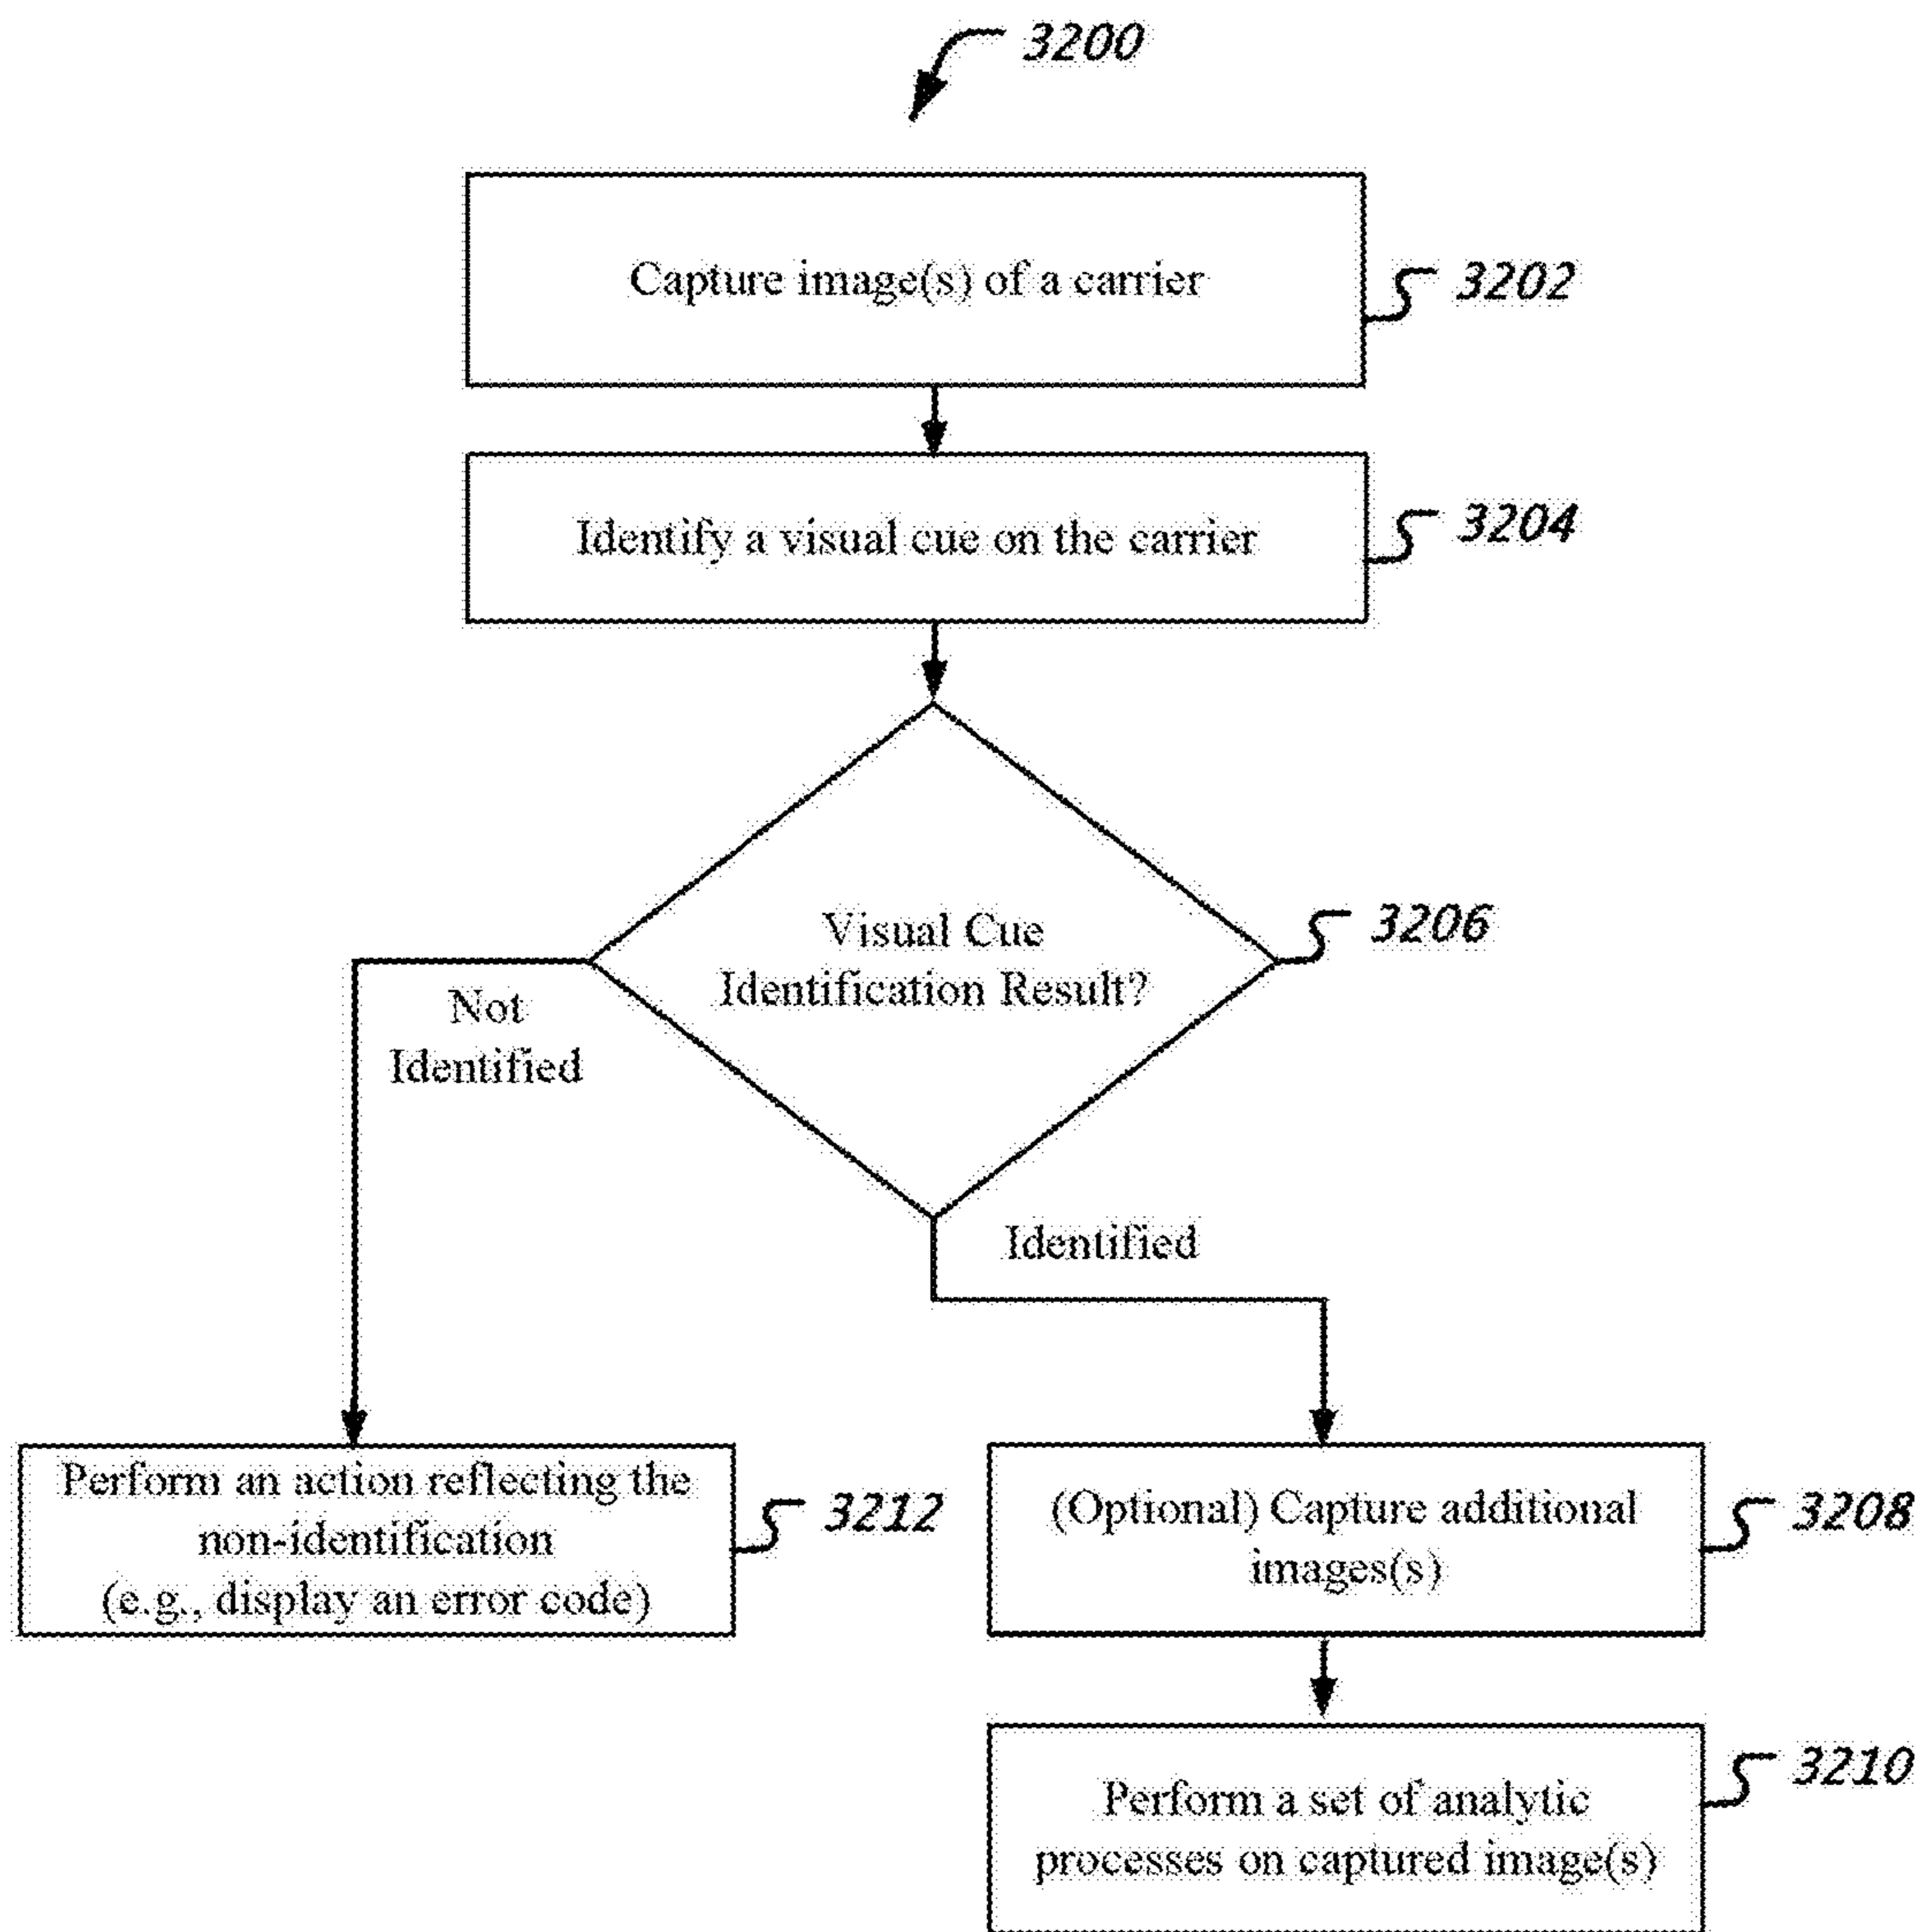 3200
Capture image(s) of a carrier
3202
Identify a visual cue on the carrier
3204
Visual Cue
Identification Result?
3206
Not
Identified
Identified
Perform an action reflecting the
non-identification
(e.g., display an error code)
3212
(Optional) Capture additional
images(s)
3208
Perform a set of analytic
processes on captured image(s)
3210